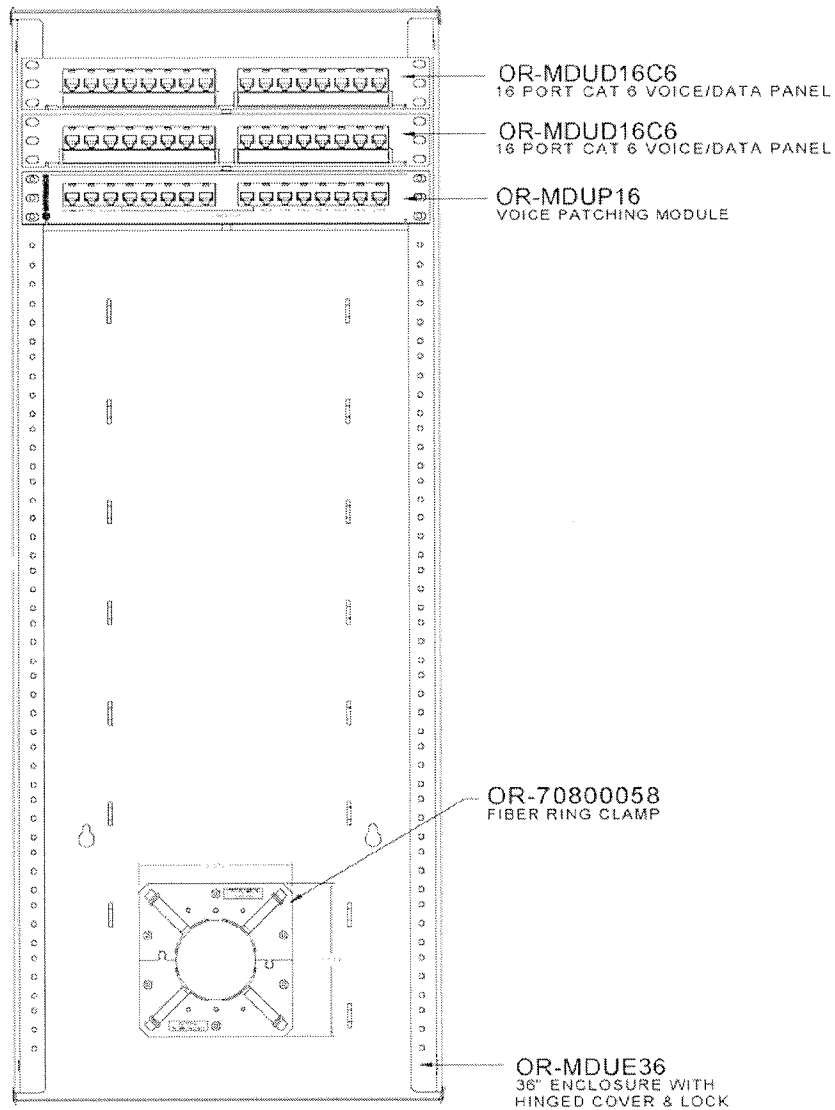 OR-MDUD16C6
16 PORT CAT 6 VOICE/DATA PANEL
OR-MDUD16C6
16 PORT CAT 6 VOICE/DATA PANEL
OR-MDUP16
VOICE PATCHING MODULE
OR-70800058
FIBER RING CLAMP
OR-MDUE36
36" ENCLOSURE WITH
HINGED COVER & LOCK